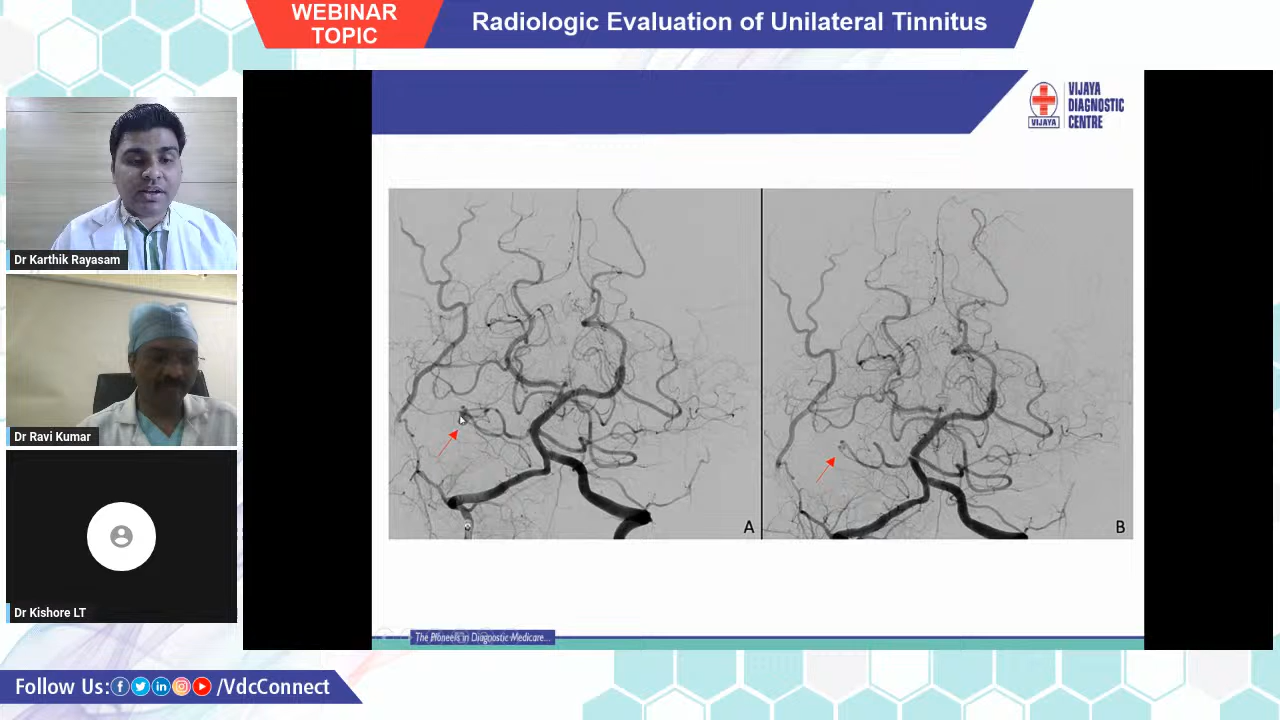 WEBINAR
TOPIC
Radiologic Evaluation of Unilateral Tinnitus
VIJAYA
DIAGNOSTIC
CENTRE
VIJAYA
Dr Karthik Rayasam
Dr Ravi Kumar
Dr Kishore LT
A
B
The Pioneers in Diagnostic Medicare...
Follow Us: /VdcConnect